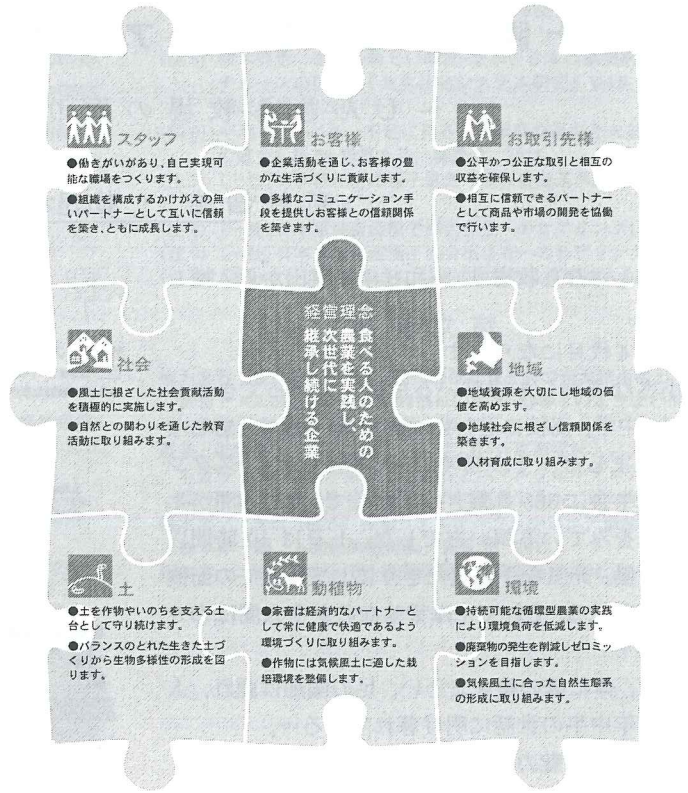 スタッフ
●働きがいがあり、自己実現可
能な職場をつくります。
●組織を構成するかけがえの無
いパートナーとして互いに信頼
を築き、ともに成長します。
お客様
●企業活動を通じ、お客様の豊
かな生活づくりに貢献します。
●多様なコミュニケーション手
段を提供しお客様との信頼関係
を築きます。
お取引先様
●公平かつ公正な取引と相互の
収益を確保します。
●相互に信頼できるパートナー
として商品や市場の開発を協働
で行います。
社会
●風土に根ざした社会貢献活動
を積極的に実施します。
●自然との関わりを通じた教育
活動に取り組みます。
経営理念
食べる人のための
農業を実践し、
次世代に
継承し続ける企業
地域
●地域資源を大切にし地域の価
値を高めます。
●地域社会に根ざし信頼関係を
築きます。
●人材育成に取り組みます。
土
●土を作物やいのちを支える土
台として守り続けます。
●バランスのとれた生きた土づ
くりから生物多様性の形成を図
ります。
動植物
●家畜は経済的なパートナーと
して常に健康で快適であるよう
環境づくりに取り組みます。
●作物には気候風土に適した栽
培環境を整備します。
環境
●持続可能な循環型農業の実践
により環境負荷を低減します。
●廃棄物の発生を削減しゼロミッ
ションを目指します。
●気候風土に合った自然生態系
の形成に取り組みます。